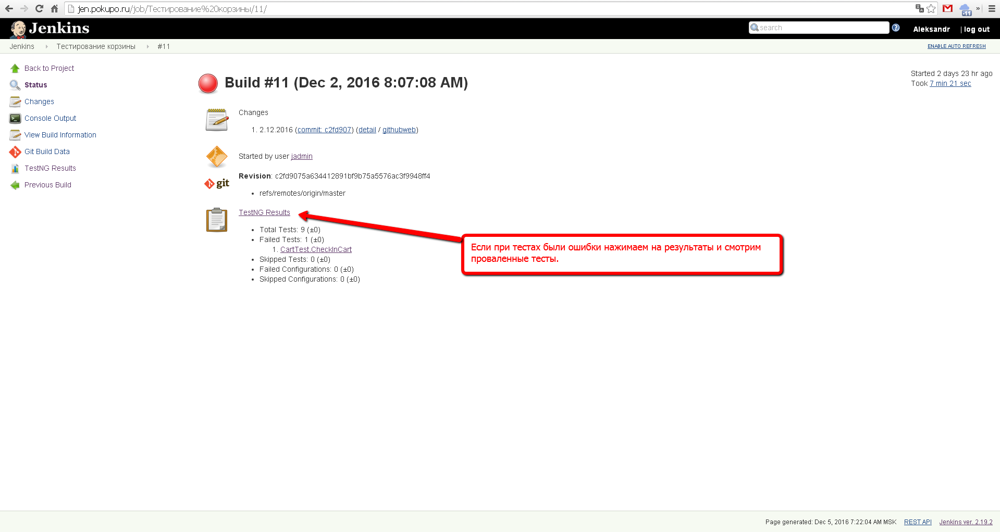 jen.pokupo.ru/job/Тестирование%20корзины/11/
-11
»
Jenkins
search
?
Aleksandr | log out
Jenkins Тестирование корзины #11
ENABLE AUTO REFRESH
Back to Project
Status
Changes
Console Output
View Build Information
Git Build Data
TestNG Results
Previous Build
Build #11 (Dec 2, 2016 8:07:08 AM)
Started 2 days 23 hr ago
Took 7 min 21 sec
Changes
1. 2.12.2016 (commit: c2fd907) (detail / githubweb)
Started by user jadmin
git
Revision: c2fd9075a634412891bf9b75a5576ac3f9948ff4
• refs/remotes/origin/master
TestNG Results
• Total Tests: 9 (±0)
• Failed Tests: 1 (±0)
1. CartTest.CheckInCart
• Skipped Tests: 0 (±0)
• Failed Configurations: 0 (±0)
• Skipped Configurations: 0 (±0)
Если при тестах были ошибки нажимаем на результаты и смотрим
проваленные тесты.
Page generated: Dec 5, 2016 7:22:04 AM MSK REST API Jenkins ver. 2.19.2